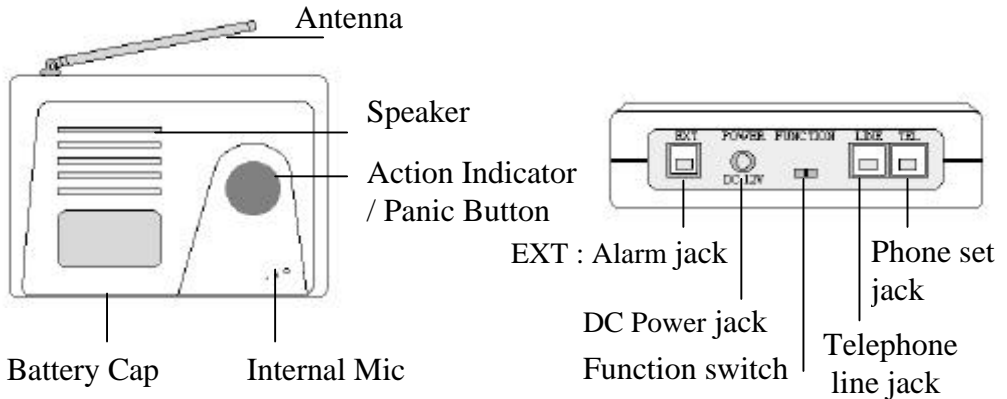 Antenna
Speaker
Action Indicator
/ Panic Button
Battery Cap
Internal Mic
EXT POWER FUNCTION LINE TEL
DC 12V
EXT : Alarm jack
Phone set
jack
DC Power jack
Function switch
Telephone
line jack